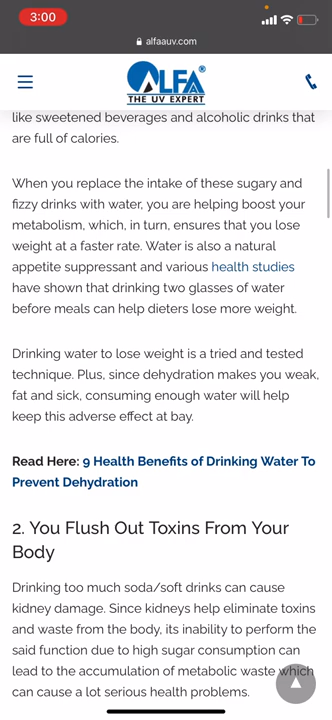 3:00
alfaauv.com
ALFA®
THE UV EXPERT
like sweetened beverages and alcoholic drinks that
are full of calories.
When you replace the intake of these sugary and
fizzy drinks with water, you are helping boost your
metabolism, which, in turn, ensures that you lose
weight at a faster rate. Water is also a natural
appetite suppressant and various health studies
have shown that drinking two glasses of water
before meals can help dieters lose more weight.
Drinking water to lose weight is a tried and tested
technique. Plus, since dehydration makes you weak,
fat and sick, consuming enough water will help
keep this adverse effect at bay.
Read Here: 9 Health Benefits of Drinking Water To
Prevent Dehydration
2. You Flush Out Toxins From Your
Body
Drinking too much soda/soft drinks can cause
kidney damage. Since kidneys help eliminate toxins
and waste from the body, its inability to perform the
said function due to high sugar consumption can
lead to the accumulation of metabolic waste which
can cause a lot serious health problems.